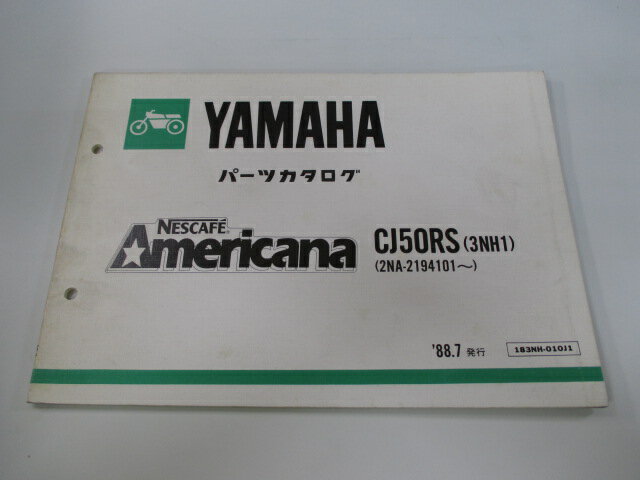 YAMAHA
パーツカタログ
NESCAFÉ
Americana
CJ50RS (3NH1)
(2NA-2194101~)
'88.7 発行
183NH-010J1